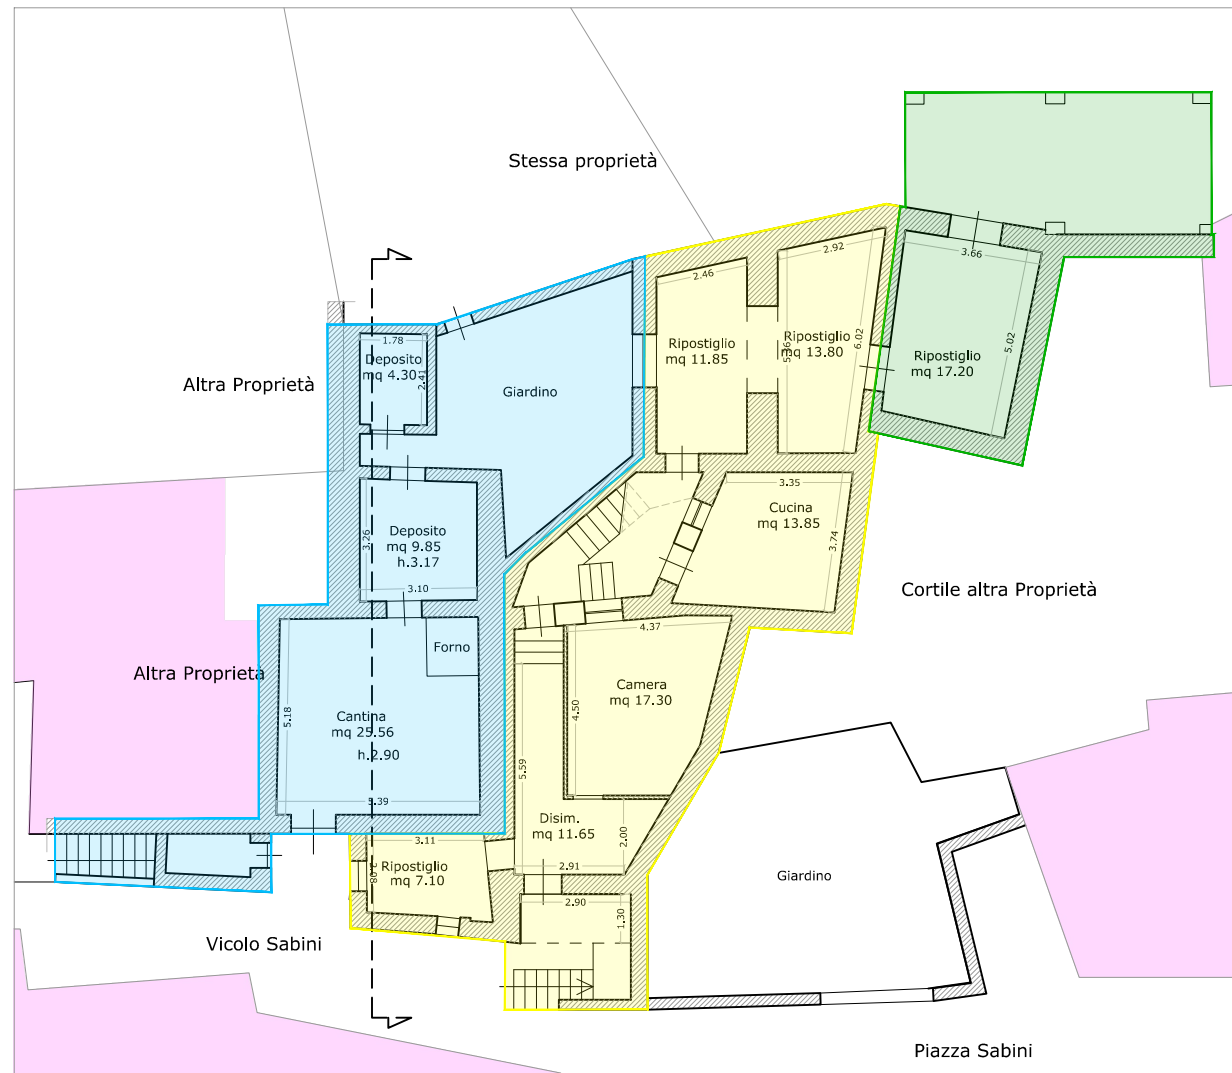 Stessa proprietà
2.92
2.46
3.66
1.78
Deposito
mq 4.30
2.41
Ripostiglio
mq 11.85
Ripostiglio
mq 13.80
5.36
6.02
Ripostiglio
mq 17.20
5.02
Altra Proprietà
Giardino
3.35
Cucina
mq 13.85
3.74
Deposito
mq 9.85
h.3.17
3.26
3.10
Cortile altra Proprietà
4.37
Forno
Altra Proprietà
Camera
mq 17.30
4.50
5.18
Cantina
mq 25.56
h.2.90
5.59
5.39
Disim.
mq 11.65
2.00
3.11
Ripostiglio
mq 7.10
2.91
Giardino
2.90
1.30
Vicolo Sabini
Piazza Sabini